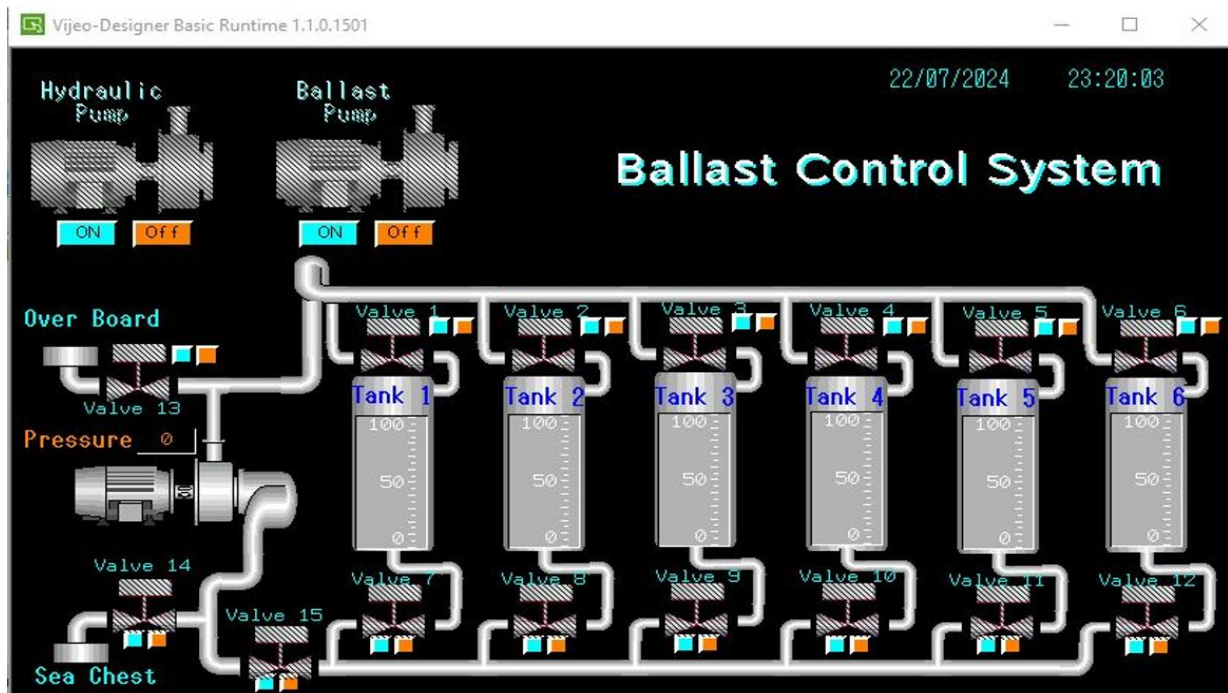 Vijeo-Designer Basic Runtime 1.1.0.1501
22/07/2024 23:20:03
Hydraulic Pump
Ballast Pump
Ballast Control System
ON Off
ON Off
Over Board
Valve 1
Valve 2
Valve 3
Valve 4
Valve 5
Valve 6
Valve 13
Tank 1
Tank 2
Tank 3
Tank 4
Tank 5
Tank 6
Pressure 0
100
100
100
100
100
100
50
50
50
50
50
50
0
0
0
0
0
0
Valve 14
Valve 7
Valve 8
Valve 9
Valve 10
Valve 11
Valve 12
Valve 15
Sea Chest